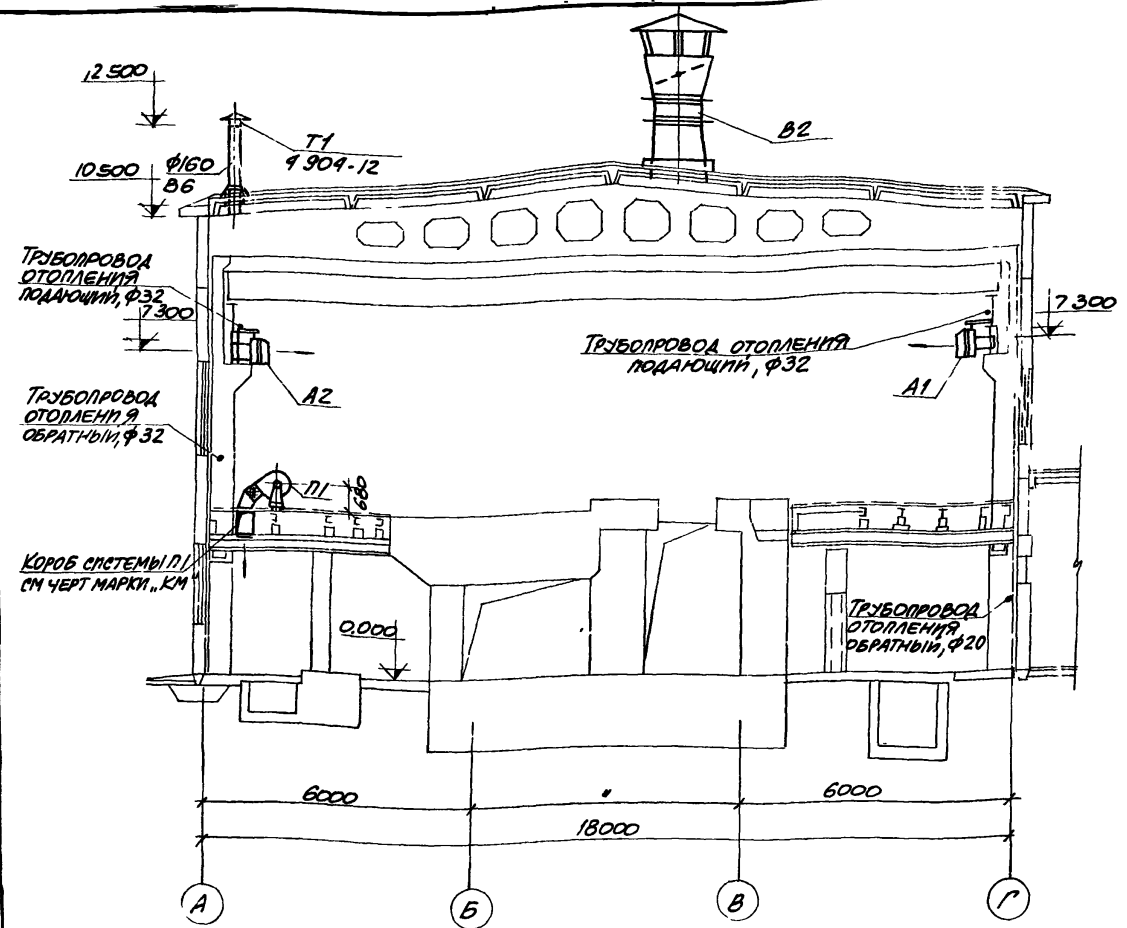 12 500
В2
Т1
4 904-12
10 500
ф160
В6
ТРУБОПРОВОД
ОТОПЛЕНИЯ
ПОДАЮЩИЙ, ф32
7 300
7 300
ТРУБОПРОВОД ОТОПЛЕНИЯ
ПОДАЮЩИЙ, ф32
А2
А1
ТРУБОПРОВОД
ОТОПЛЕНИЯ
ОБРАТНЫЙ, ф32
П1
680
КОРОБ СИСТЕМЫ П1
СМ ЧЕРТ МАРКИ „КМ"
0.000
ТРУБОПРОВОД
ОТОПЛЕНИЯ
ОБРАТНЫЙ, ф20
6000
"
6000
18000
А
Б
В
Г